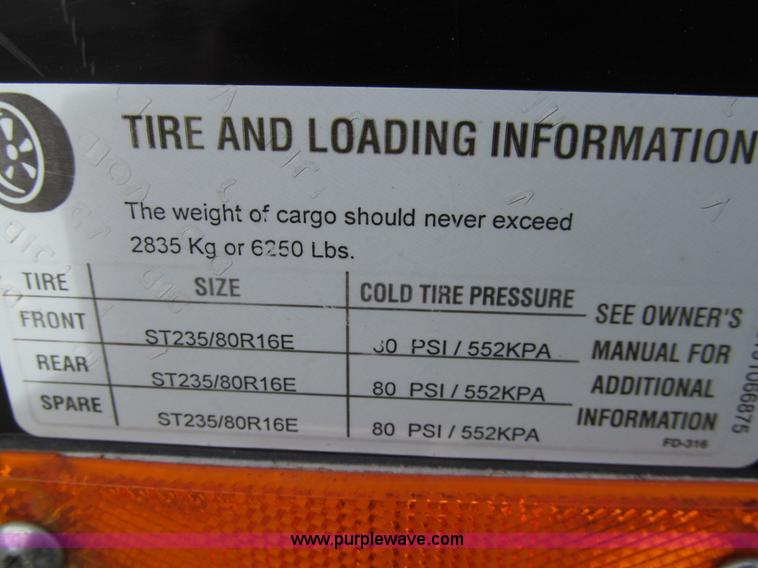 TIRE AND LOADING INFORMATION
The weight of cargo should never exceed
2835 Kg or 6250 Lbs.
TIRE SIZE COLD TIRE PRESSURE
FRONT ST235/80R16E 80 PSI / 552KPA
REAR ST235/80R16E 80 PSI / 552KPA
SPARE ST235/80R16E 80 PSI / 552KPA
SEE OWNER'S
MANUAL FOR
ADDITIONAL
INFORMATION
FD-316
www.purplewave.com